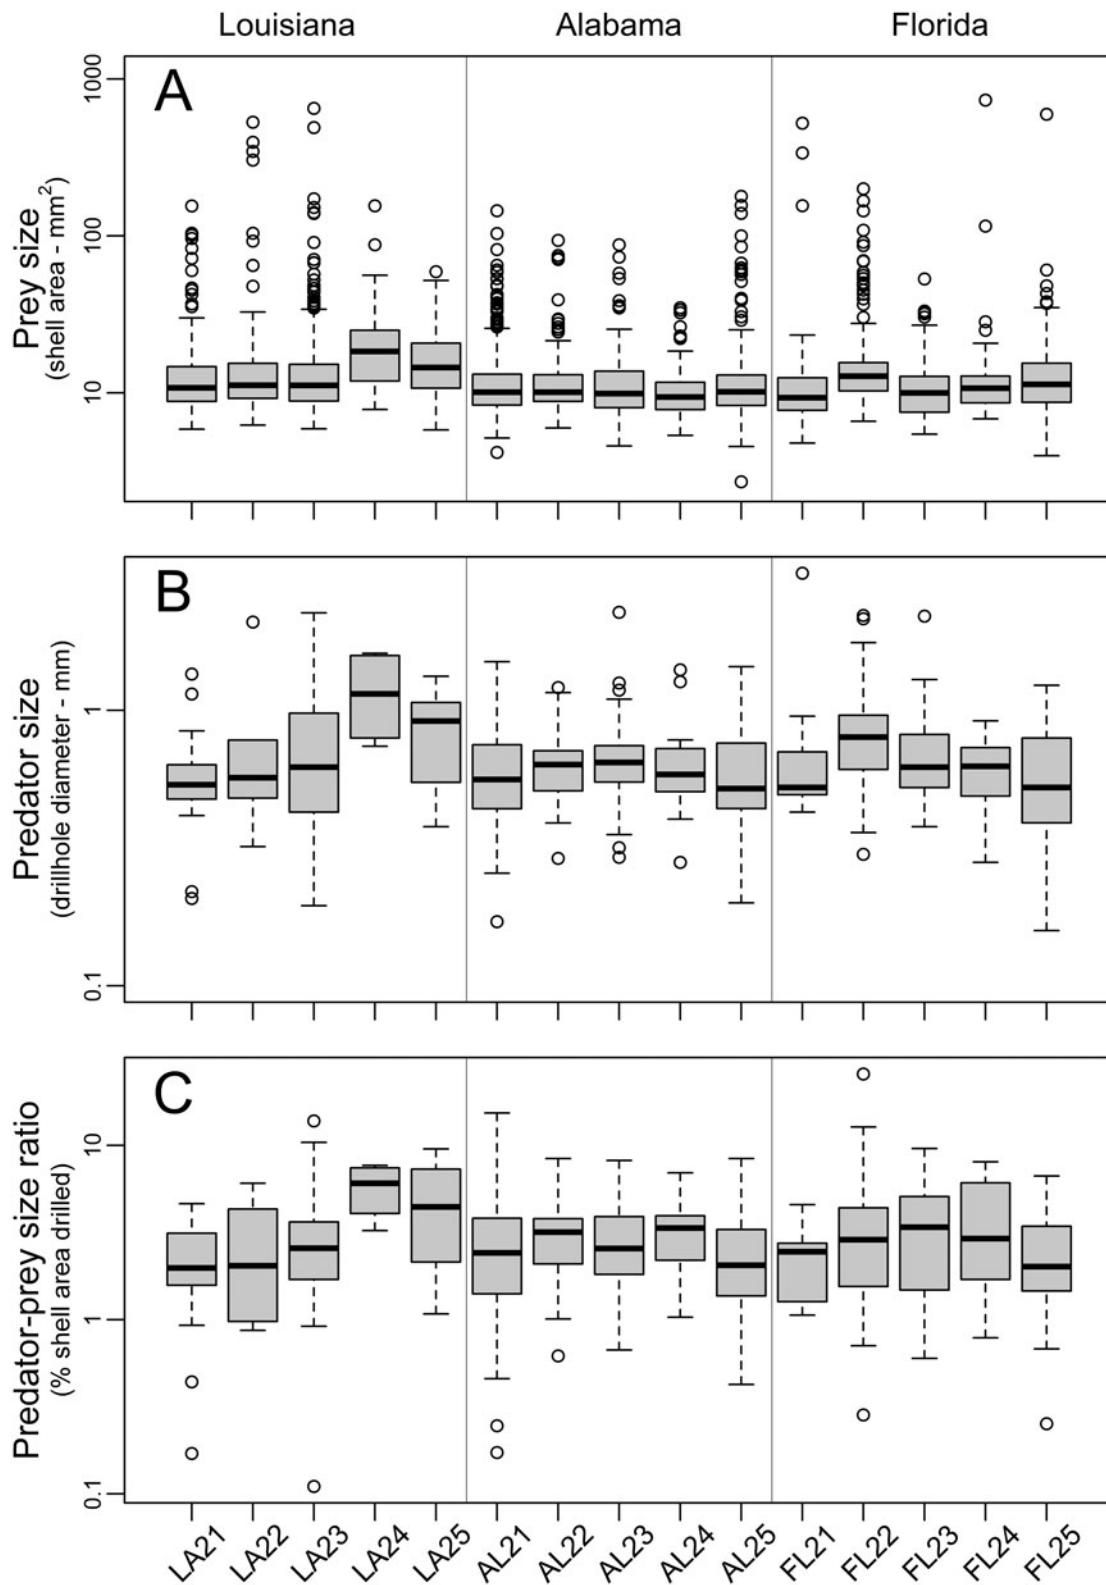 Louisiana Alabama Florida
A
Prey size
(shell area - mm²)
1000
100
10
B
Predator size
(drillhole diameter - mm)
1
0.1
C
Predator-prey size ratio
(% shell area drilled)
10
1
0.1
LA21 LA22 LA23 LA24 LA25 AL21 AL22 AL23 AL24 AL25 FL21 FL22 FL23 FL24 FL25